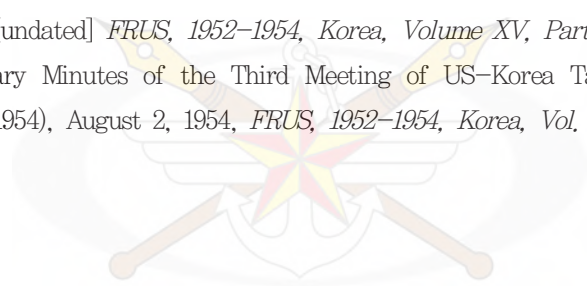 [undated] FRUS, 1952-1954, Korea, Volume XV, Part
ary Minutes of the Third Meeting of US-Korea Ta
1954), August 2, 1954, FRUS, 1952-1954, Korea, Vol.